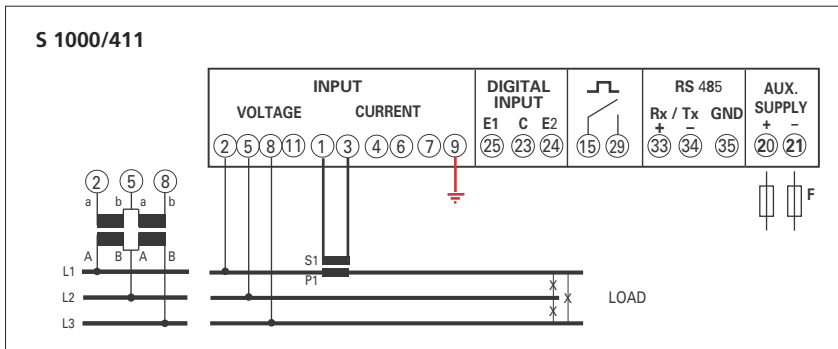 S 1000/411
INPUT
DIGITAL
INPUT
RS 485
AUX.
SUPPLY
VOLTAGE CURRENT
E1 C E2
Rx / Tx GND
+ −
+ −
2 5 8 11 1 3 4 6 7 9 25 23 24 15 29 33 34 35 20 21
2 5 8
a b a b
F
A B A B
S1
P1
L1
L2
L3
X
X
X
LOAD